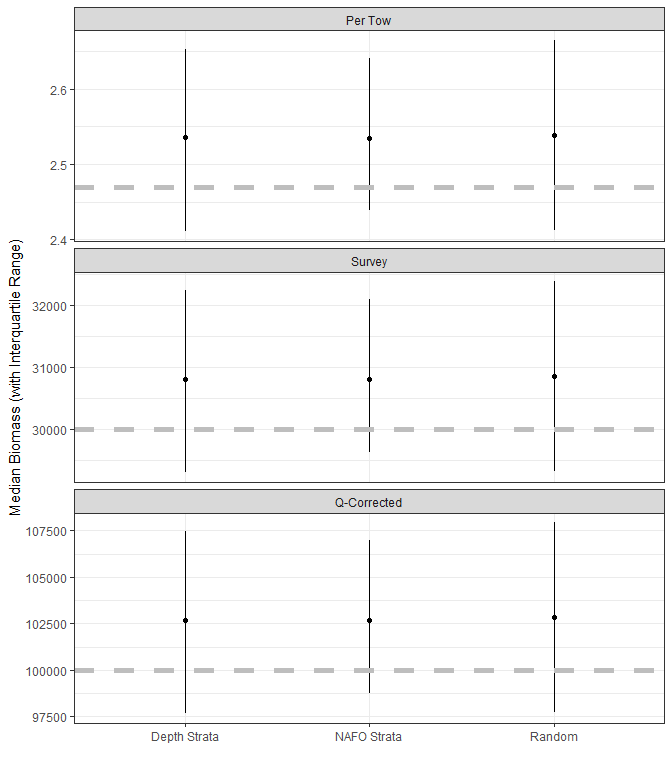 Per Tow
2.6
2.5
2.4
Median Biomass (with Interquartile Range)
Survey
32000
31000
30000
Q-Corrected
107500
105000
102500
100000
97500
Depth Strata
NAFO Strata
Random